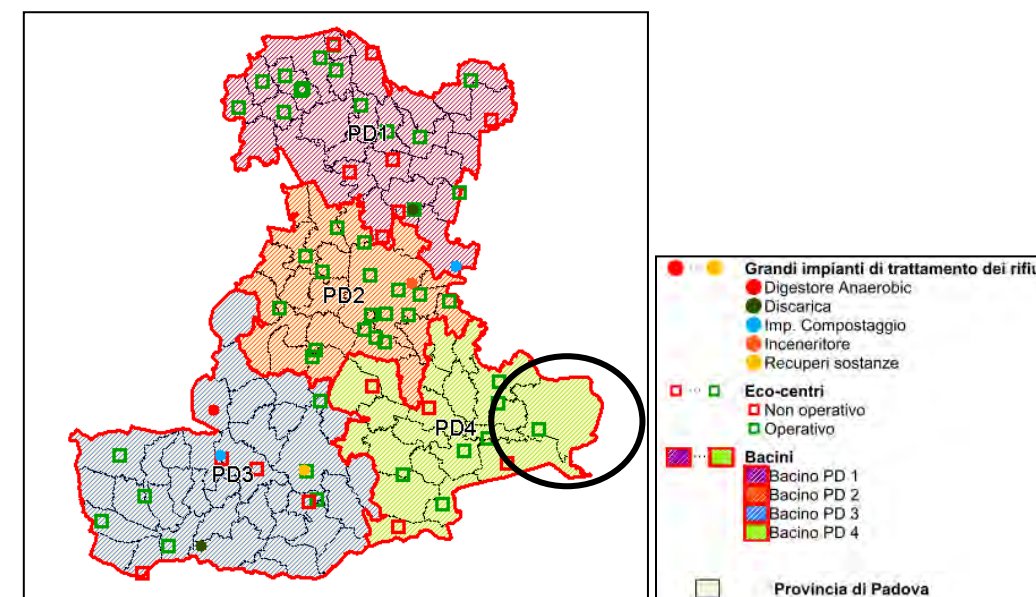 PD1
PD2
PD4
PD3
Grandi impianti di trattamento dei rifiu
Digestore Anaerobic
Discarica
Imp. Compostaggio
Inceneritore
Recuperi sostanze
Eco-centri
Non operativo
Operativo
Bacini
Bacino PD 1
Bacino PD 2
Bacino PD 3
Bacino PD 4
Provincia di Padova